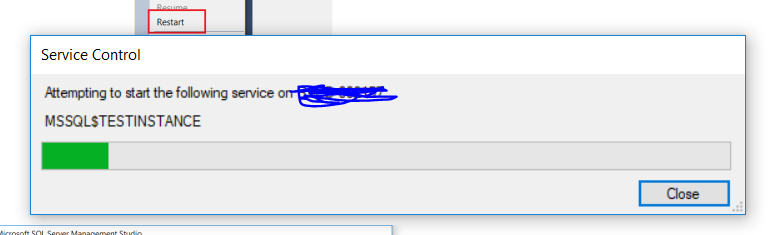 Resume
Restart
Service Control
Attempting to start the following service on
MSSQL$TESTINSTANCE
Close
Microsoft SQL Server Management Studio